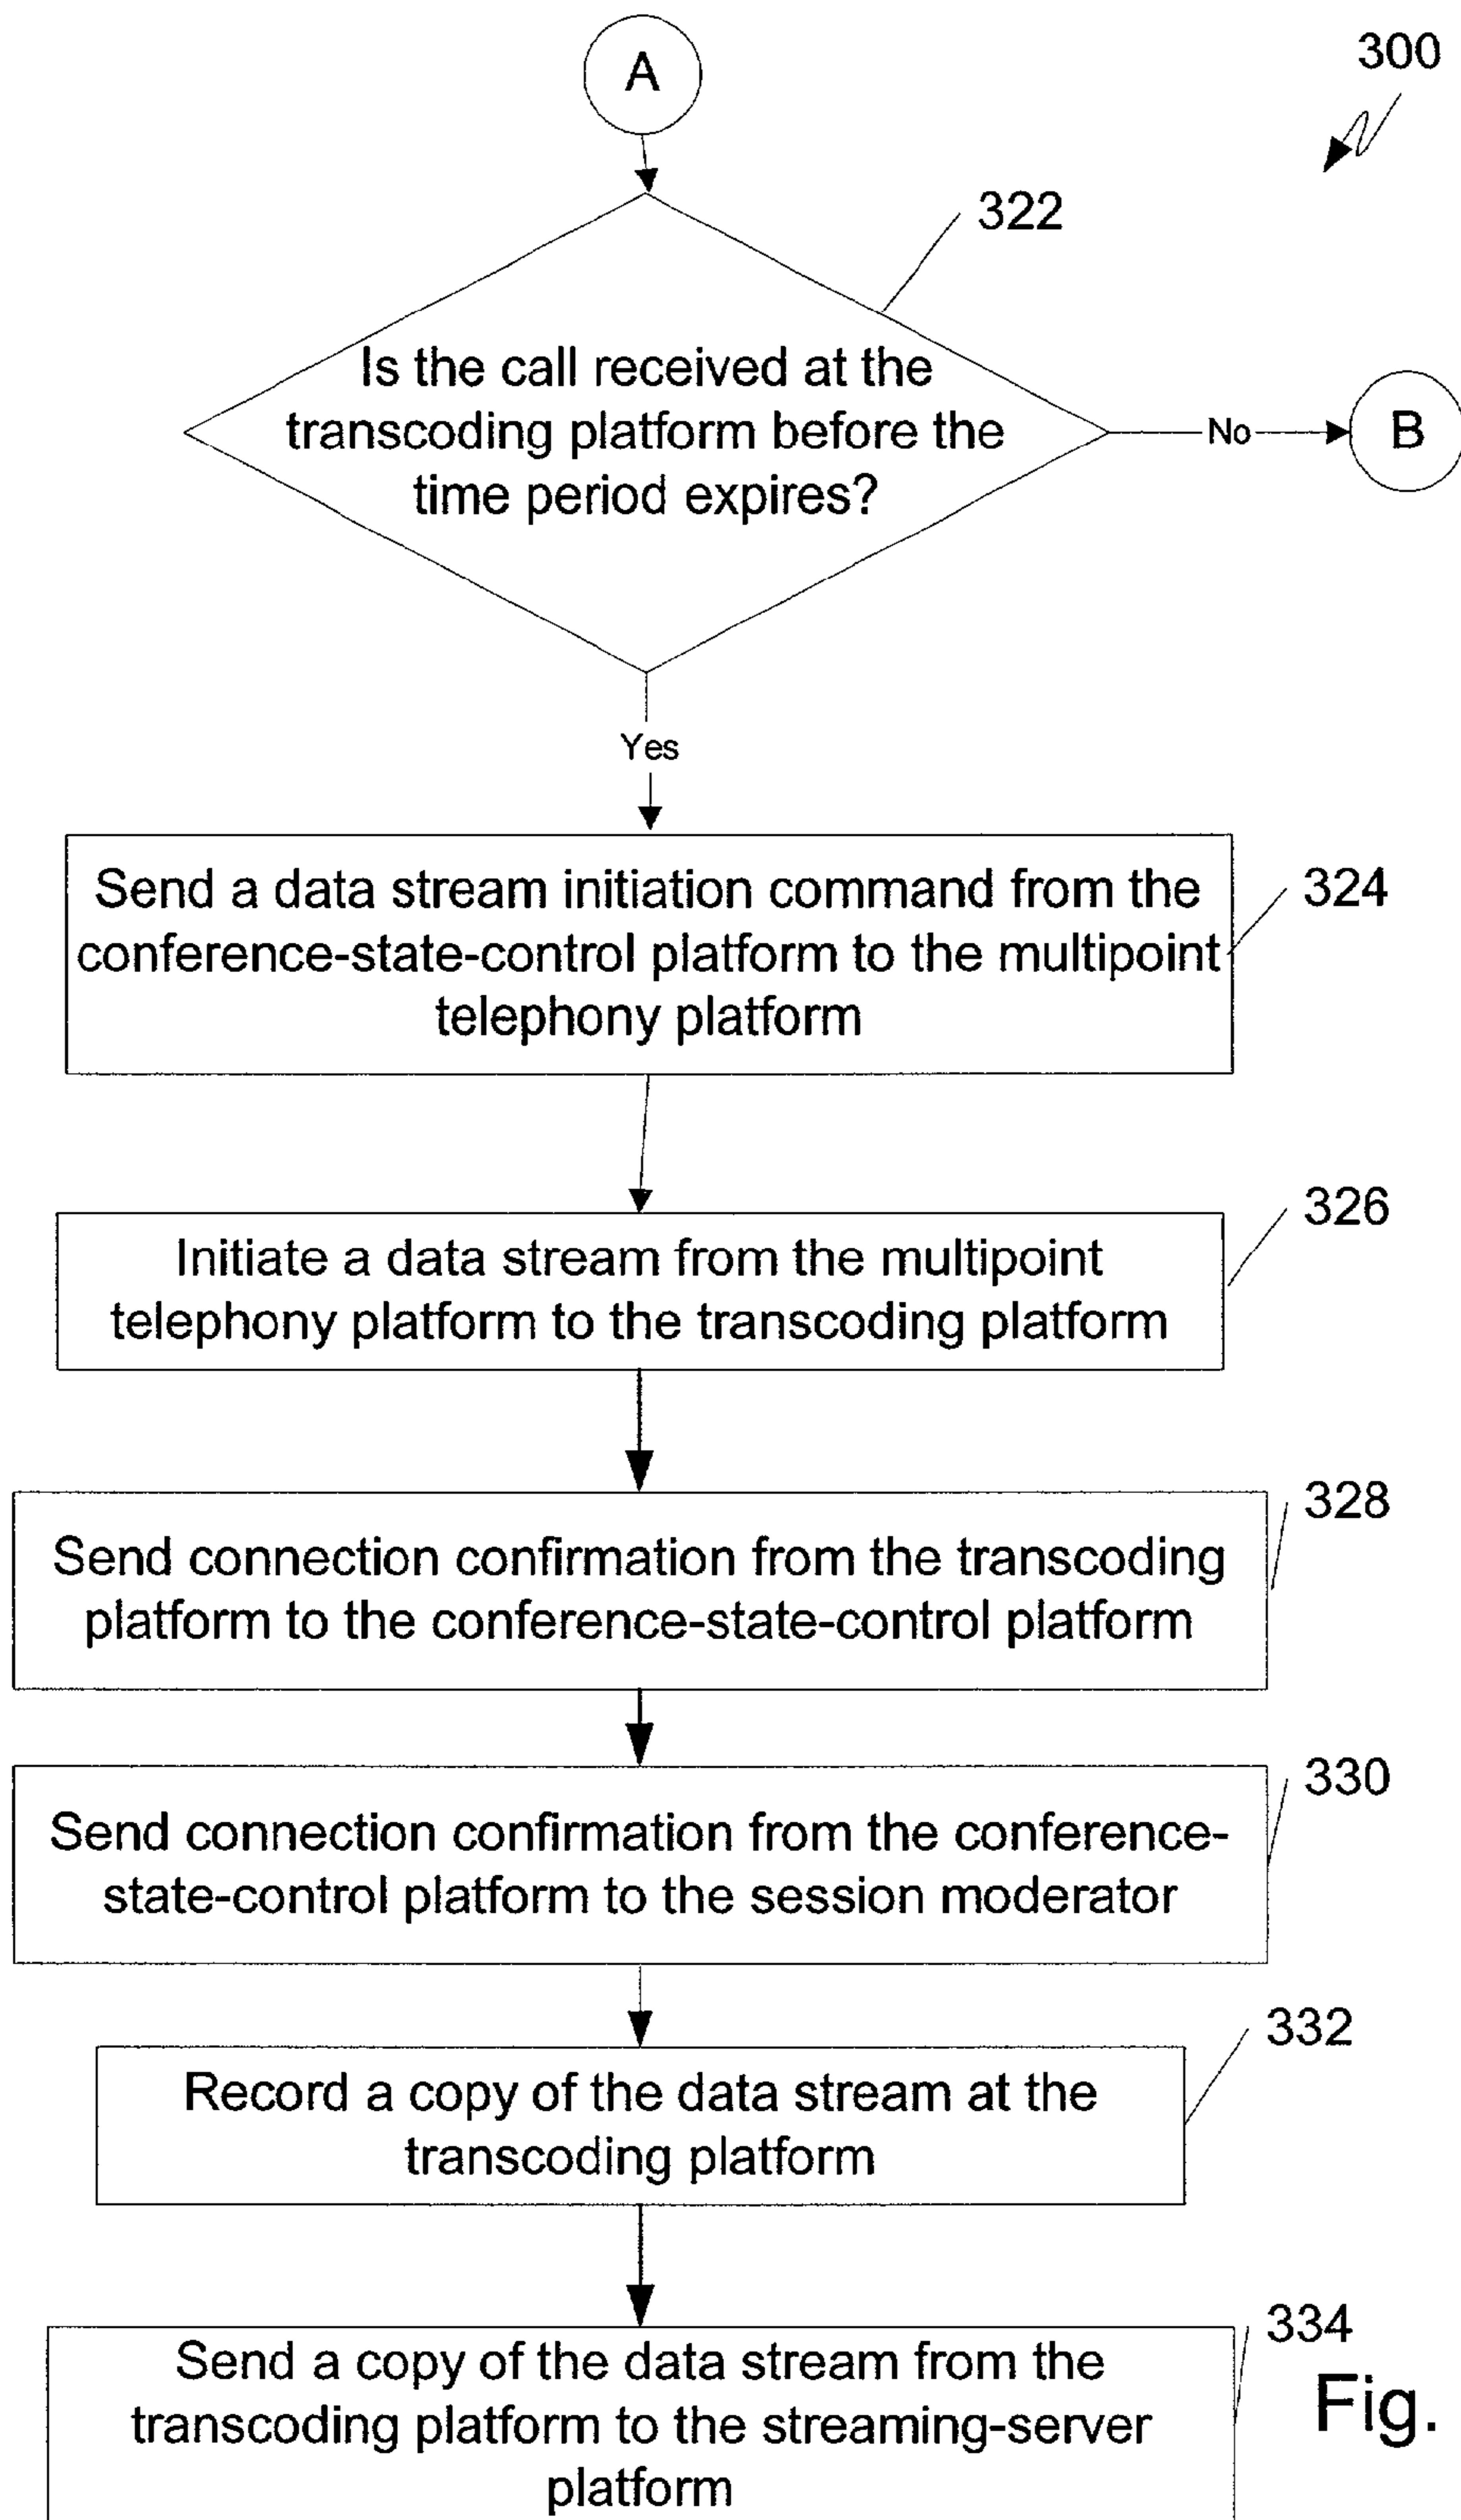 A
300
322
Is the call received at the
transcoding platform before the
time period expires?
No
B
Yes
Send a data stream initiation command from the
conference-state-control platform to the multipoint
telephony platform
324
Initiate a data stream from the multipoint
telephony platform to the transcoding platform
326
Send connection confirmation from the transcoding
platform to the conference-state-control platform
328
Send connection confirmation from the conference-
state-control platform to the session moderator
330
Record a copy of the data stream at the
transcoding platform
332
Send a copy of the data stream from the
transcoding platform to the streaming-server
platform
334
Fig.